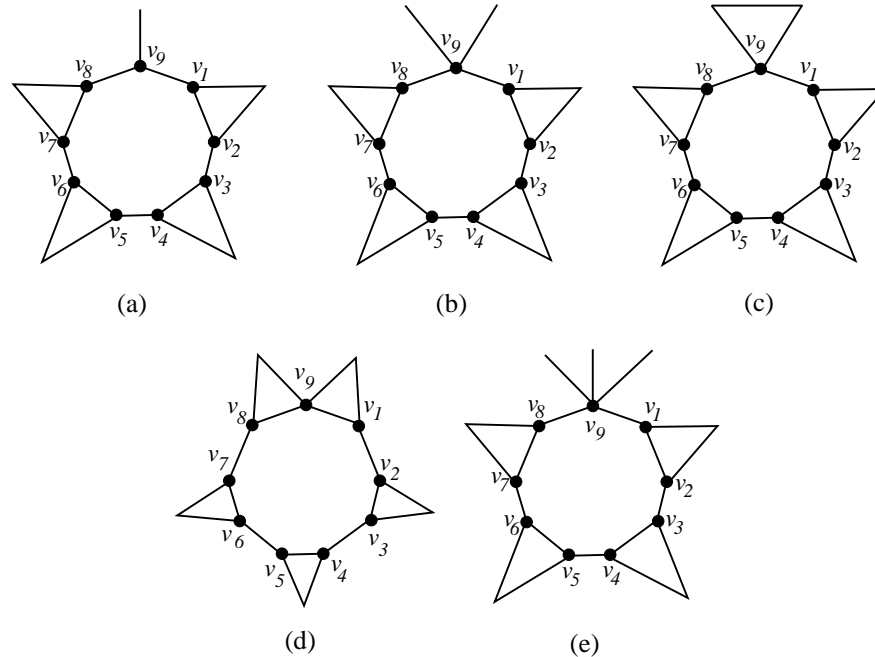 v9
v8 v1
v7 v2
v6 v3
v5 v4
(a)
v9
v8 v1
v7 v2
v6 v3
v5 v4
(b)
v9
v8 v1
v7 v2
v6 v3
v5 v4
(c)
v9
v8 v1
v7 v2
v6 v3
v5 v4
(d)
v9
v8 v1
v7 v2
v6 v3
v5 v4
(e)